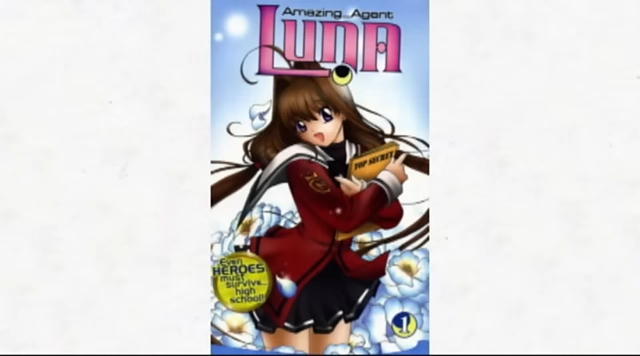 Amazing Agent
LUNA
TOP SECRET
Even
HEROES
must
survive...
high
school!
1